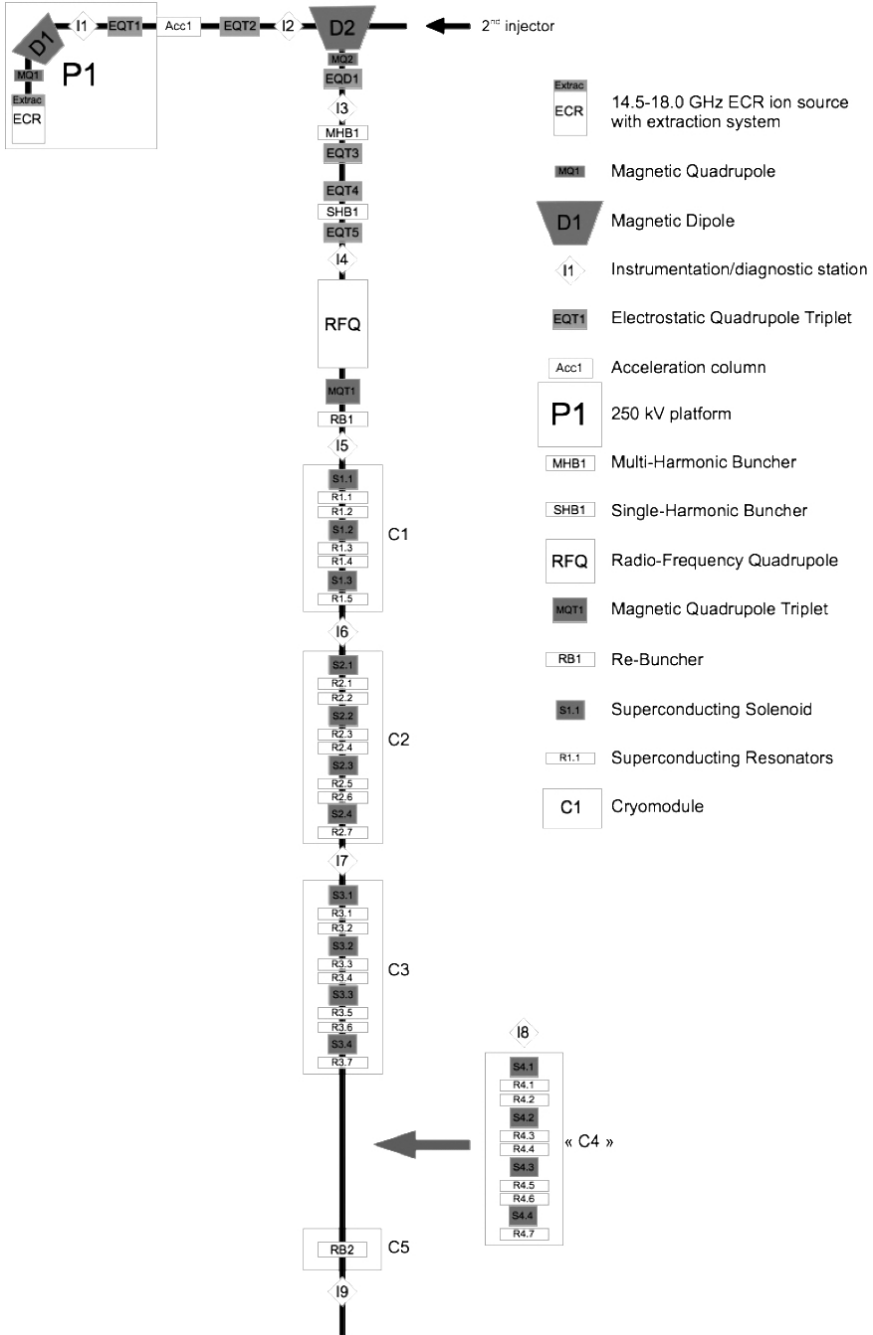 I1
EQT1
Acc1
EQT2
I2
D2
2nd injector
D1
MQ1
P1
Extrac
ECR
MQ2
EQD1
I3
MHB1
EQT3
EQT4
SHB1
EQT5
I4
RFQ
MQT1
RB1
I5
S1.1
R1.1
R1.2
S1.2
R1.3
R1.4
S1.3
R1.5
C1
I6
S2.1
R2.1
R2.2
S2.2
R2.3
R2.4
S2.3
R2.5
R2.6
S2.4
R2.7
C2
I7
S3.1
R3.1
R3.2
S3.2
R3.3
R3.4
S3.3
R3.5
R3.6
S3.4
R3.7
C3
I8
S4.1
R4.1
R4.2
S4.2
R4.3
R4.4
S4.3
R4.5
R4.6
S4.4
R4.7
« C4 »
RB2
C5
I9
Extrac
ECR
14.5-18.0 GHz ECR ion source
with extraction system
MQ1 Magnetic Quadrupole
D1 Magnetic Dipole
I1 Instrumentation/diagnostic station
EQT1 Electrostatic Quadrupole Triplet
Acc1 Acceleration column
P1 250 kV platform
MHB1 Multi-Harmonic Buncher
SHB1 Single-Harmonic Buncher
RFQ Radio-Frequency Quadrupole
MQT1 Magnetic Quadrupole Triplet
RB1 Re-Buncher
S1.1 Superconducting Solenoid
R1.1 Superconducting Resonators
C1 Cryomodule